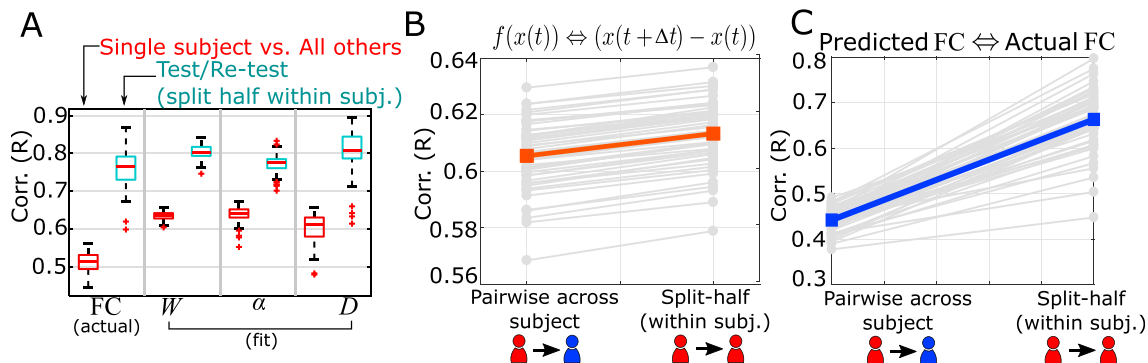 A
Single subject vs. All others
Test/Re-test
(split half within subj.)
Corr. (R)
0.9
0.8
0.7
0.6
0.5
FC
(actual)
W
α
D
(fit)
B
f(x(t)) ⇔ (x(t + Δt) − x(t))
Corr. (R)
0.64
0.62
0.60
0.58
0.56
Pairwise across
subject
Split-half
(within subj.)
C
Predicted FC ⇔ Actual FC
Corr. (R)
0.8
0.7
0.6
0.5
0.4
0.3
Pairwise across
subject
Split-half
(within subj.)